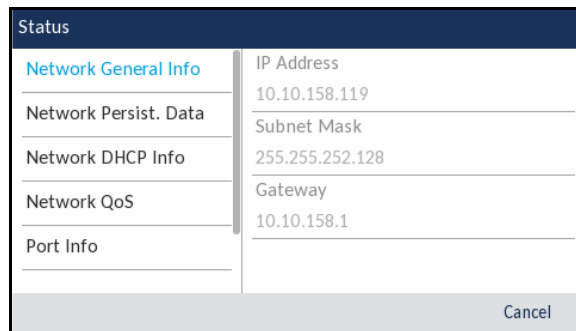 Status
Network General Info
Network Persist. Data
Network DHCP Info
Network QoS
Port Info
IP Address
10.10.158.119
Subnet Mask
255.255.252.128
Gateway
10.10.158.1
Cancel